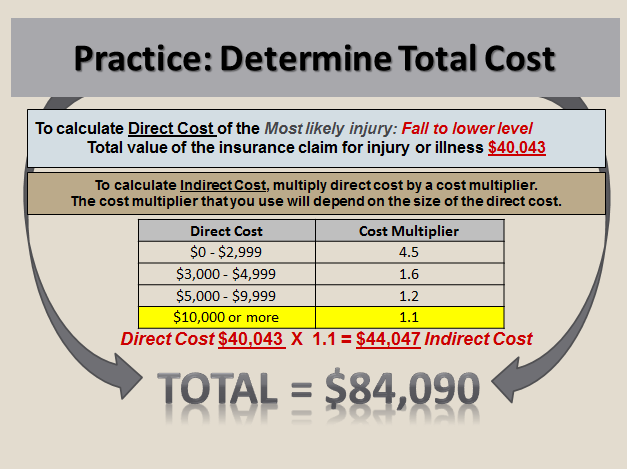 Practice: Determine Total Cost
To calculate Direct Cost of the Most likely injury: Fall to lower level
Total value of the insurance claim for injury or illness $40,043
To calculate Indirect Cost, multiply direct cost by a cost multiplier.
The cost multiplier that you use will depend on the size of the direct cost.
Direct Cost Cost Multiplier
$0 - $2,999 4.5
$3,000 - $4,999 1.6
$5,000 - $9,999 1.2
$10,000 or more 1.1
Direct Cost $40,043 X 1.1 = $44,047 Indirect Cost
TOTAL = $84,090